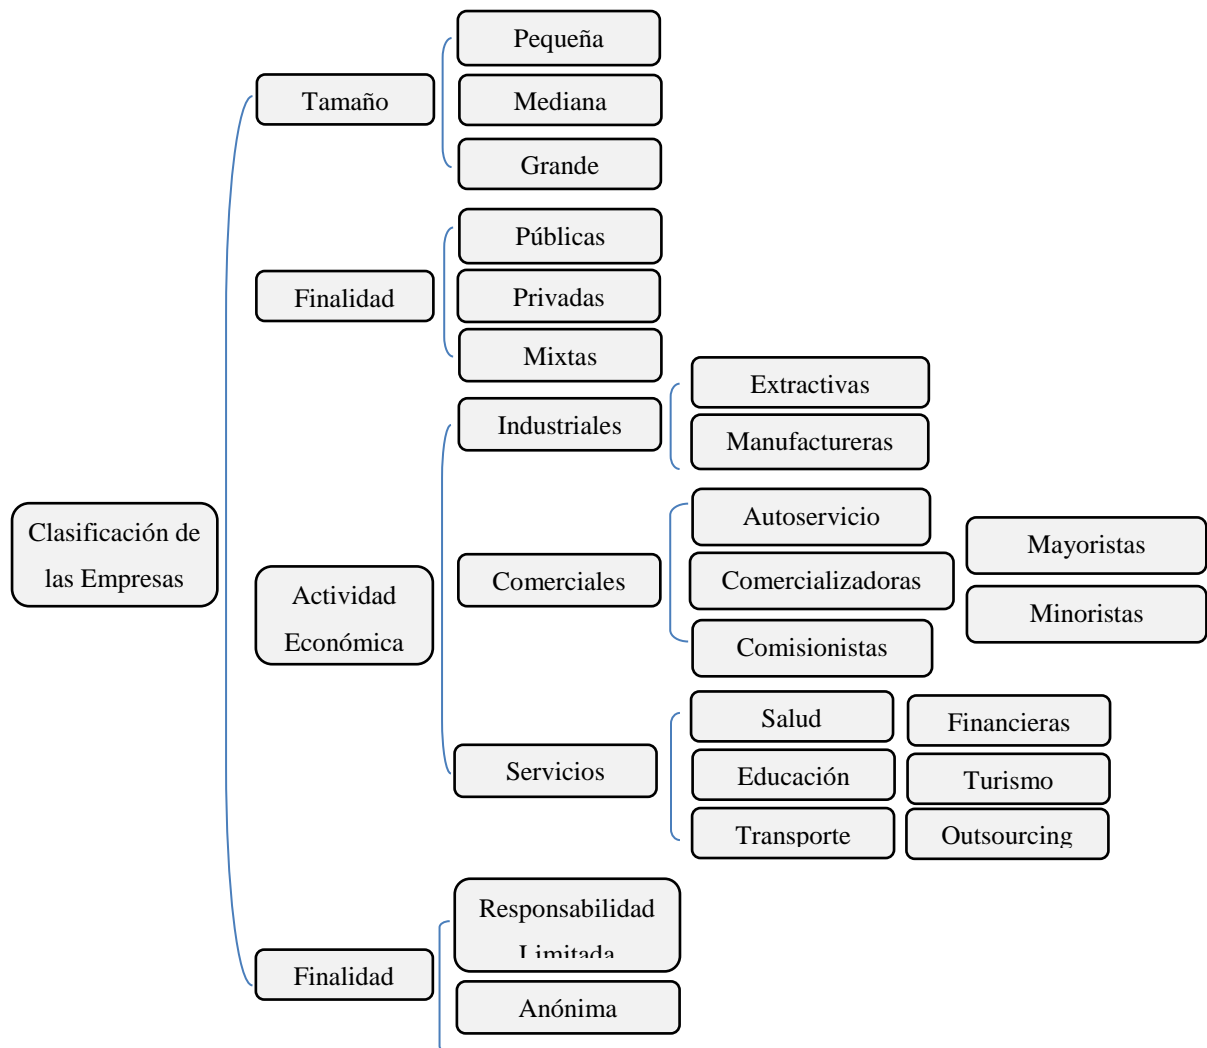 Clasificación de
las Empresas
Tamaño
Pequeña
Mediana
Grande
Finalidad
Públicas
Privadas
Mixtas
Actividad
Económica
Industriales
Extractivas
Manufactureras
Comerciales
Autoservicio
Comercializadoras
Mayoristas
Minoristas
Comisionistas
Servicios
Salud
Financieras
Educación
Turismo
Transporte
Outsourcing
Finalidad
Responsabilidad
Limitada
Anónima